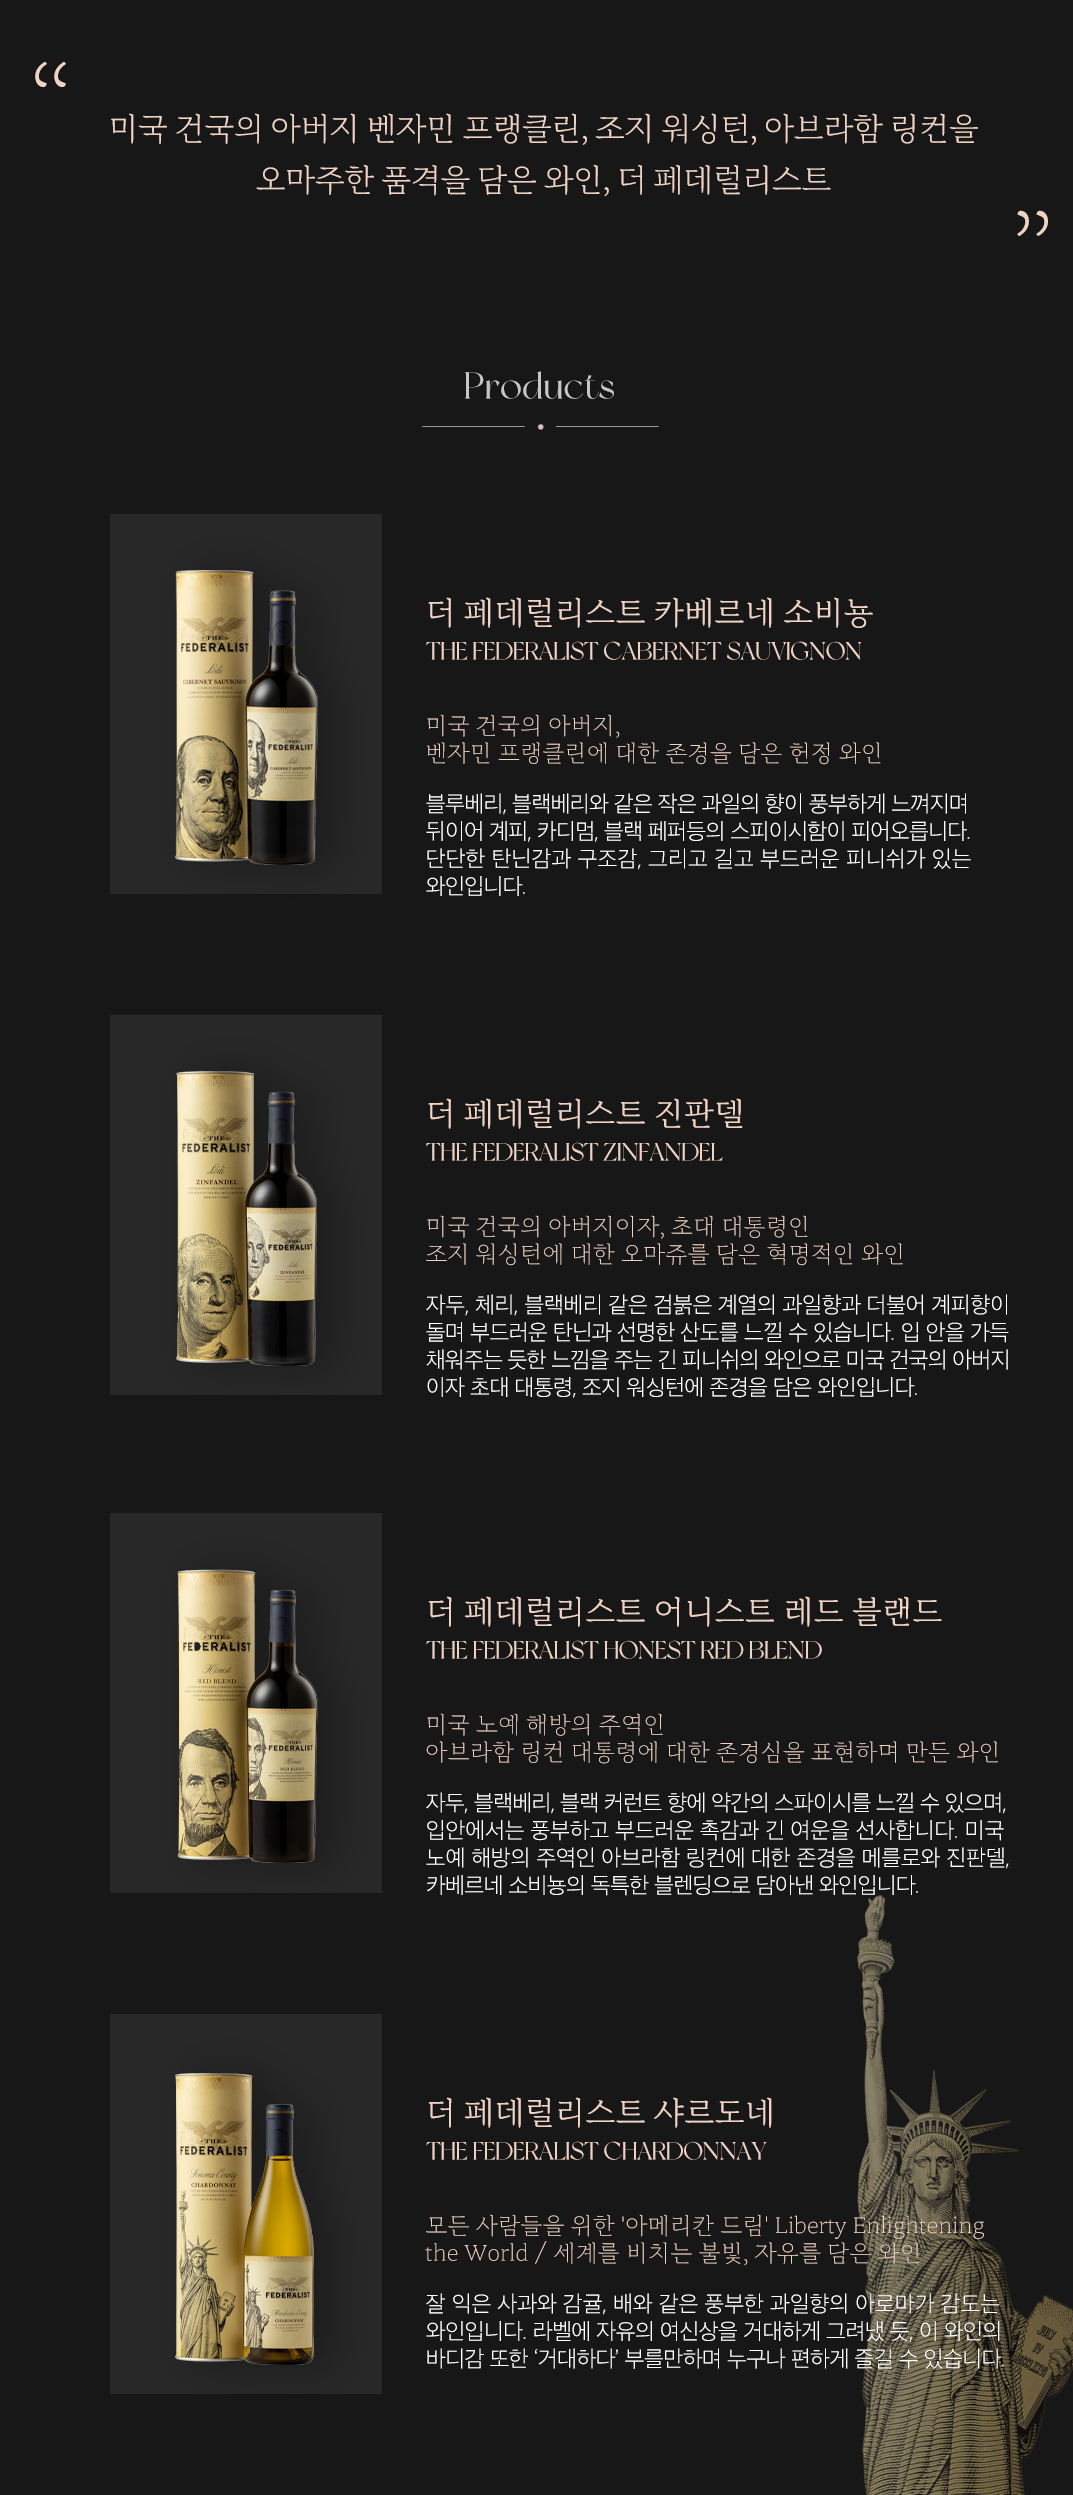 “
미국 건국의 아버지 벤자민 프랭클린, 조지 워싱턴, 아브라함 링컨을
오마주한 품격을 담은 와인, 더 페데럴리스트
”
Products
THE
FEDERALIST
Lodi
CABERNET SAUVIGNON
THE
FEDERALIST
Lodi
CABERNET SAUVIGNON
더 페데럴리스트 카베르네 소비뇽
THE FEDERALIST CABERNET SAUVIGNON
미국 건국의 아버지,
벤자민 프랭클린에 대한 존경을 담은 헌정 와인
블루베리, 블랙베리와 같은 작은 과일의 향이 풍부하게 느껴지며
뒤이어 계피, 카디멈, 블랙 페퍼등의 스피이시함이 피어오릅니다.
단단한 탄닌감과 구조감, 그리고 길고 부드러운 피니쉬가 있는
와인입니다.
THE
FEDERALIST
Lodi
ZINFANDEL
THE
FEDERALIST
Lodi
ZINFANDEL
더 페데럴리스트 진판델
THE FEDERALIST ZINFANDEL
미국 건국의 아버지이자, 초대 대통령인
조지 워싱턴에 대한 오마쥬를 담은 혁명적인 와인
자두, 체리, 블랙베리 같은 검붉은 계열의 과일향과 더불어 계피향이
돌며 부드러운 탄닌과 선명한 산도를 느낄 수 있습니다. 입 안을 가득
채워주는 듯한 느낌을 주는 긴 피니쉬의 와인으로 미국 건국의 아버지
이자 초대 대통령, 조지 워싱턴에 존경을 담은 와인입니다.
THE
FEDERALIST
Honest
RED BLEND
THE
FEDERALIST
Honest
RED BLEND
더 페데럴리스트 어니스트 레드 블랜드
THE FEDERALIST HONEST RED BLEND
미국 노예 해방의 주역인
아브라함 링컨 대통령에 대한 존경심을 표현하며 만든 와인
자두, 블랙베리, 블랙 커런트 향에 약간의 스파이시를 느낄 수 있으며,
입안에서는 풍부하고 부드러운 촉감과 긴 여운을 선사합니다. 미국
노예 해방의 주역인 아브라함 링컨에 대한 존경을 메를로와 진판델,
카베르네 소비뇽의 독특한 블렌딩으로 담아낸 와인입니다.
THE
FEDERALIST
Sonoma County
CHARDONNAY
THE
FEDERALIST
CHARDONNAY
더 페데럴리스트 샤르도네
THE FEDERALIST CHARDONNAY
모든 사람들을 위한 '아메리칸 드림' Liberty Enlightening
the World / 세계를 비치는 불빛, 자유를 담은 와인
잘 익은 사과와 감귤, 배와 같은 풍부한 과일향의 아로마가 감도는
와인입니다. 라벨에 자유의 여신상을 거대하게 그려냈 듯, 이 와인의
바디감 또한 ‘거대하다’ 부를만하며 누구나 편하게 즐길 수 있습니다.
JULY
IV